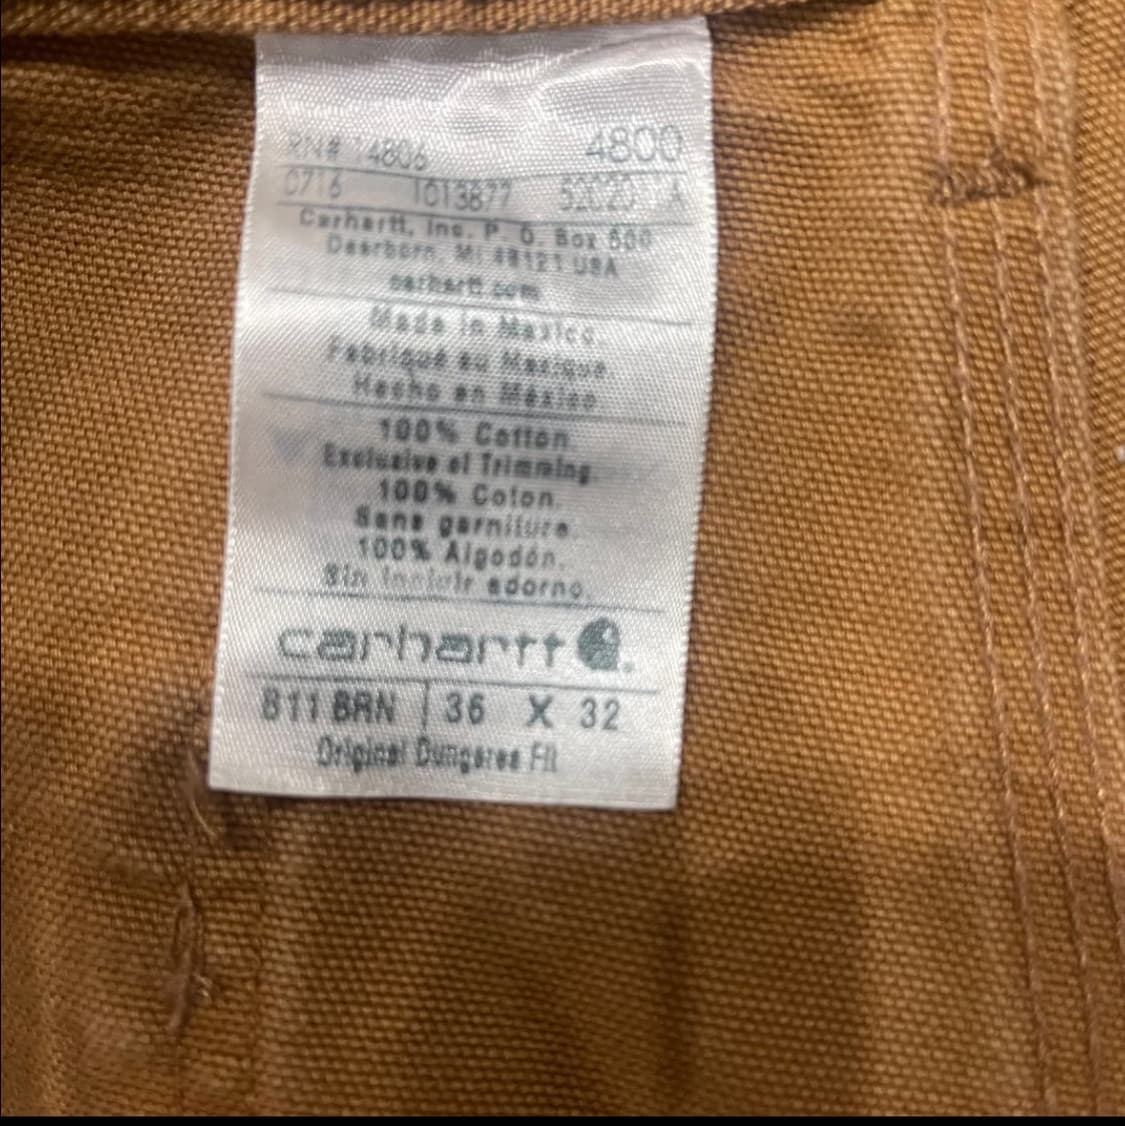 RN# 14806 4800
0716 1013877 52020 A
Carhartt, Inc. P. O. Box 600
Dearborn, MI 48121 USA
carhartt.com
Made in Mexico.
Fabriqué au Mexique.
Hecho en México
100% Cotton.
Exclusive of Trimming.
100% Coton.
Sans garniture.
100% Algodón.
Sin incluir adorno.
carhartt
B11 BRN | 36 X 32
Original Dungaree Fit